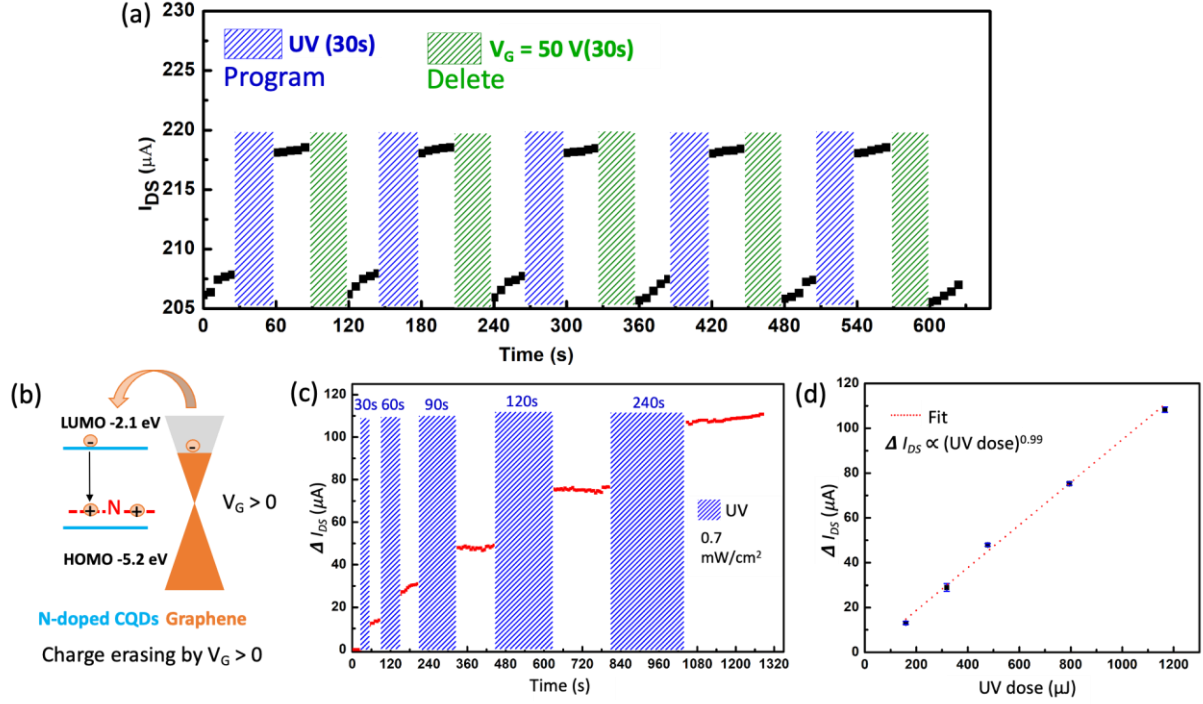 (a)
230
225
220
215
210
205
I_DS (μA)
UV (30s)
Program
V_G = 50 V(30s)
Delete
0 60 120 180 240 300 360 420 480 540 600
Time (s)
(b)
LUMO -2.1 eV
-
-
N
+
+
V_G > 0
HOMO -5.2 eV
N-doped CQDs Graphene
Charge erasing by V_G > 0
(c)
120
100
80
60
40
20
0
Δ I_DS (μA)
30s 60s 90s 120s 240s
UV
0.7
mW/cm²
0 120 240 360 480 600 720 840 960 1080 1200 1320
Time (s)
(d)
120
100
80
60
40
20
0
Δ I_DS (μA)
Fit
Δ I_DS ∝ (UV dose)^0.99
0 200 400 600 800 1000 1200
UV dose (μJ)